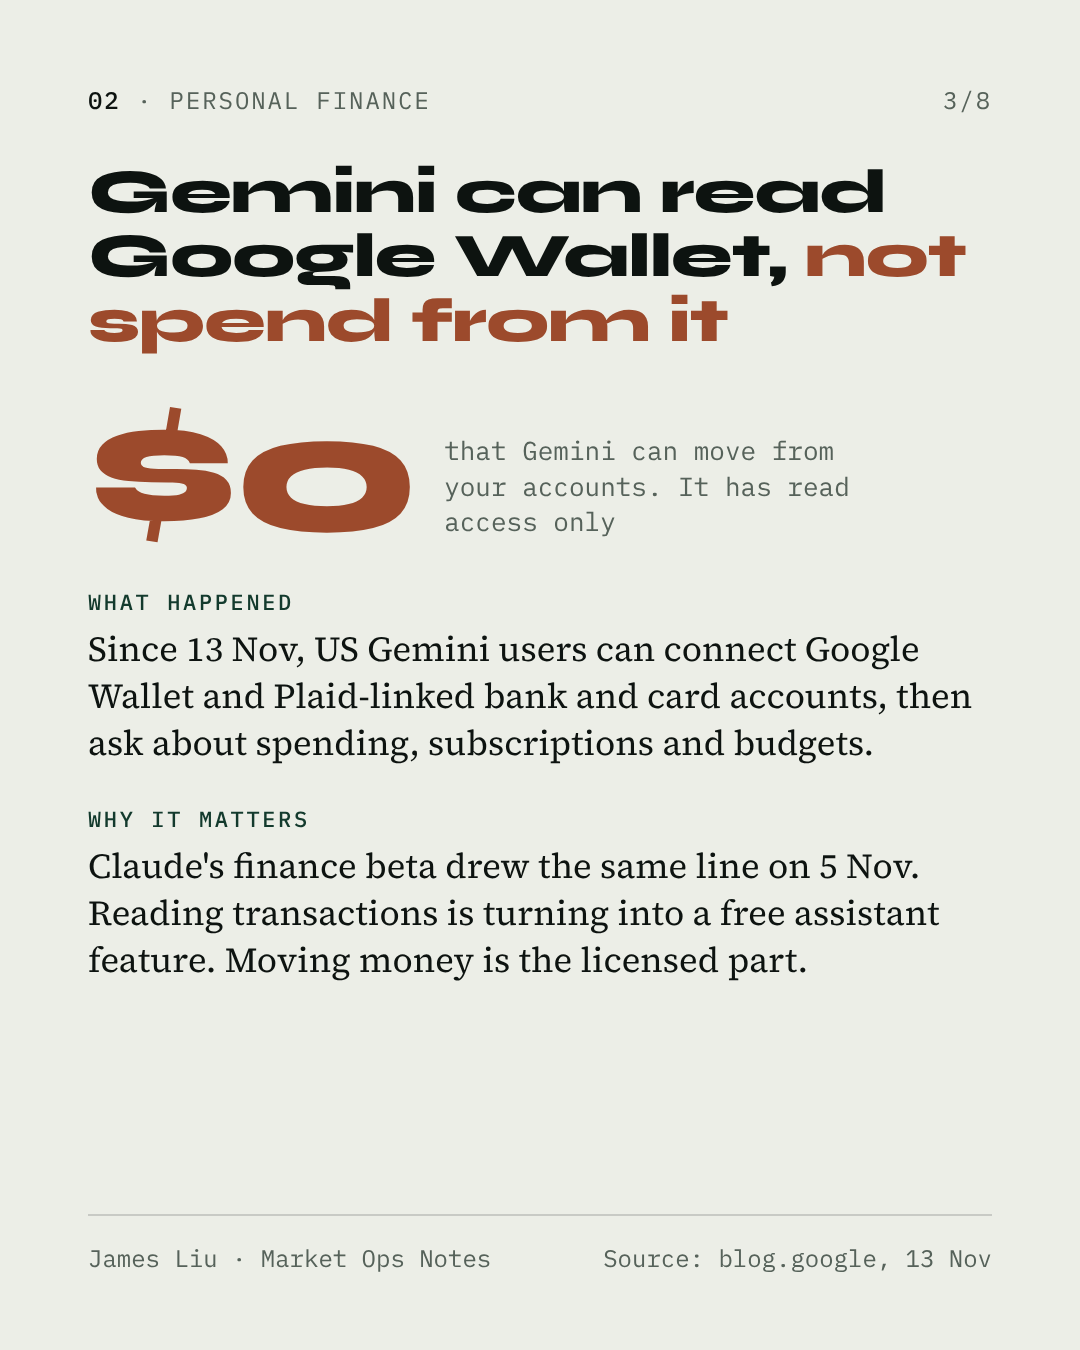 02 · PERSONAL FINANCE
3/8
Gemini can read
Google Wallet, not
spend from it
$0
that Gemini can move from
your accounts. It has read
access only
WHAT HAPPENED
Since 13 Nov, US Gemini users can connect Google
Wallet and Plaid-linked bank and card accounts, then
ask about spending, subscriptions and budgets.
WHY IT MATTERS
Claude's finance beta drew the same line on 5 Nov.
Reading transactions is turning into a free assistant
feature. Moving money is the licensed part.
James Liu · Market Ops Notes
Source: blog.google, 13 Nov